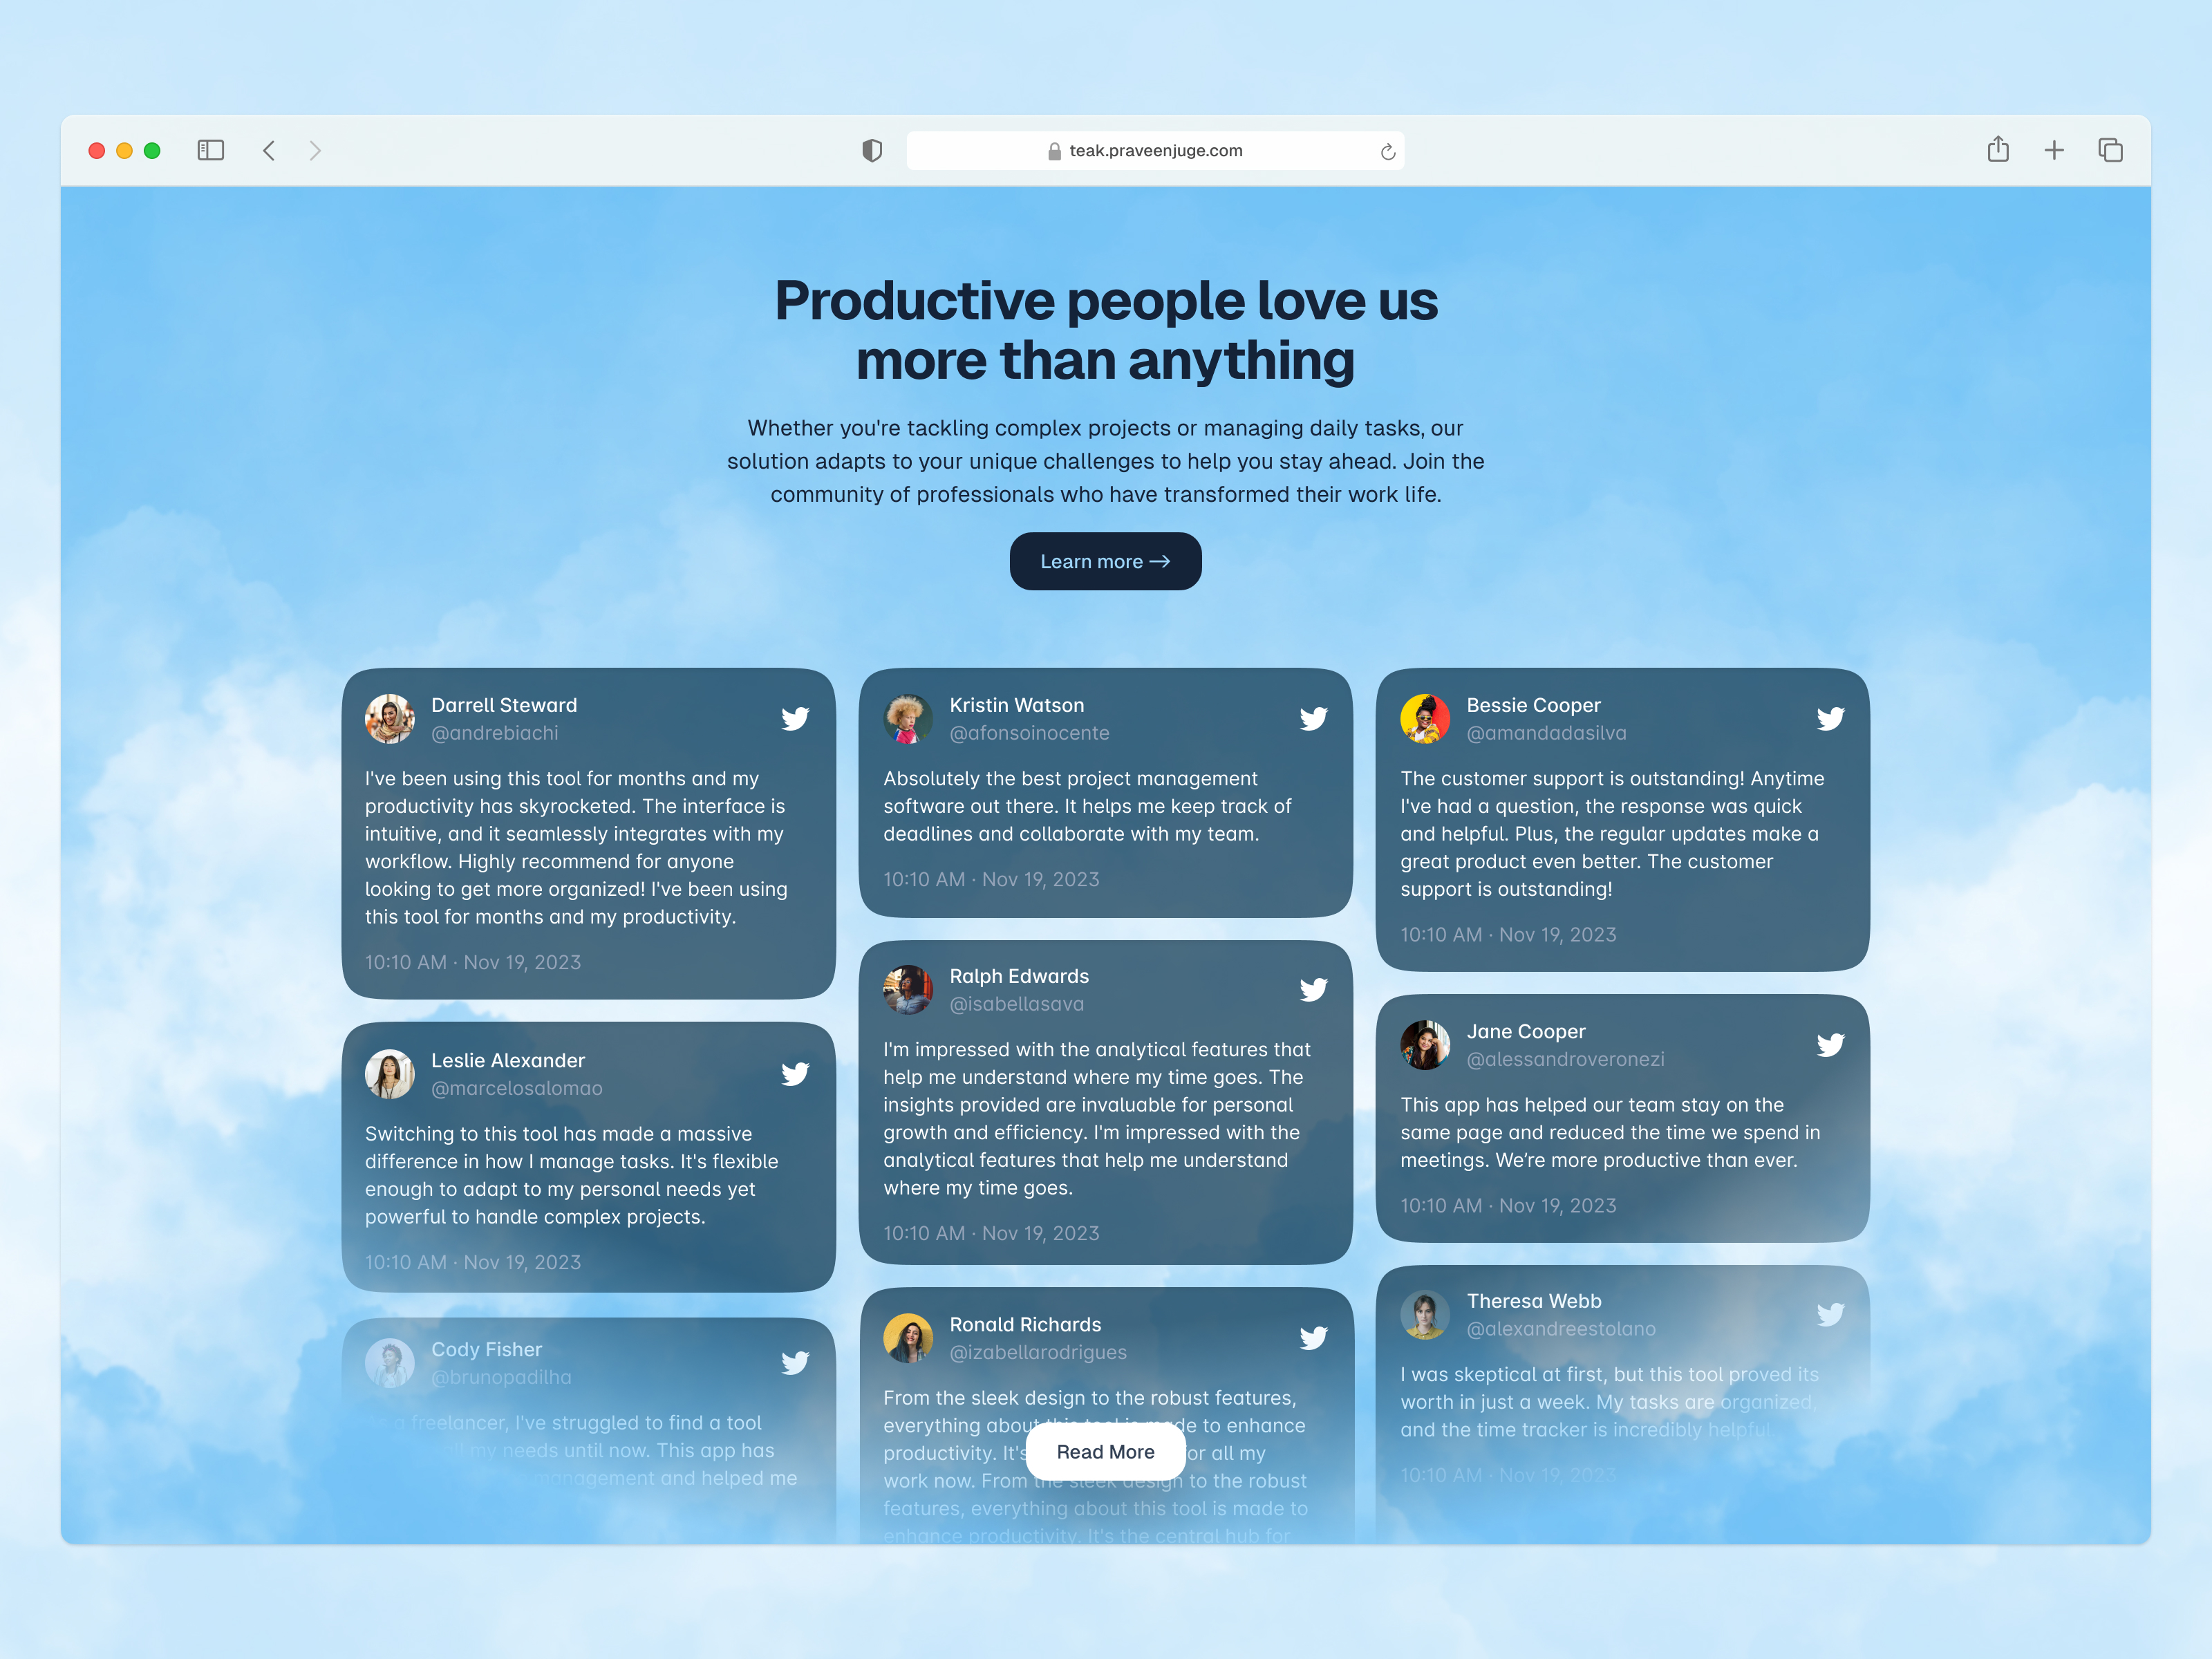 teak.praveenjuge.com
Productive people love us
more than anything
Whether you're tackling complex projects or managing daily tasks, our
solution adapts to your unique challenges to help you stay ahead. Join the
community of professionals who have transformed their work life.
Learn more →
Darrell Steward
@andrebiachi
I've been using this tool for months and my
productivity has skyrocketed. The interface is
intuitive, and it seamlessly integrates with my
workflow. Highly recommend for anyone
looking to get more organized! I've been using
this tool for months and my productivity.
10:10 AM · Nov 19, 2023
Leslie Alexander
@marcelosalomao
Switching to this tool has made a massive
difference in how I manage tasks. It's flexible
enough to adapt to my personal needs yet
powerful to handle complex projects.
10:10 AM · Nov 19, 2023
Cody Fisher
@brunopadilha
a freelancer, I've struggled to find a tool
all my needs until now. This app has
management and helped me
Kristin Watson
@afonsoinocente
Absolutely the best project management
software out there. It helps me keep track of
deadlines and collaborate with my team.
10:10 AM · Nov 19, 2023
Ralph Edwards
@isabellasava
I'm impressed with the analytical features that
help me understand where my time goes. The
insights provided are invaluable for personal
growth and efficiency. I'm impressed with the
analytical features that help me understand
where my time goes.
10:10 AM · Nov 19, 2023
Ronald Richards
@izabellarodrigues
From the sleek design to the robust features,
everything about this tool is made to enhance
productivity. It's for all my
work now. From the sleek design to the robust
features, everything about this tool is made to
enhance productivity. It's the central hub for
Read More
Bessie Cooper
@amandadasilva
The customer support is outstanding! Anytime
I've had a question, the response was quick
and helpful. Plus, the regular updates make a
great product even better. The customer
support is outstanding!
10:10 AM · Nov 19, 2023
Jane Cooper
@alessandroveronezi
This app has helped our team stay on the
same page and reduced the time we spend in
meetings. We’re more productive than ever.
10:10 AM · Nov 19, 2023
Theresa Webb
@alexandreestolano
I was skeptical at first, but this tool proved its
worth in just a week. My tasks are organized,
and the time tracker is incredibly helpful.
10:10 AM · Nov 19, 2023